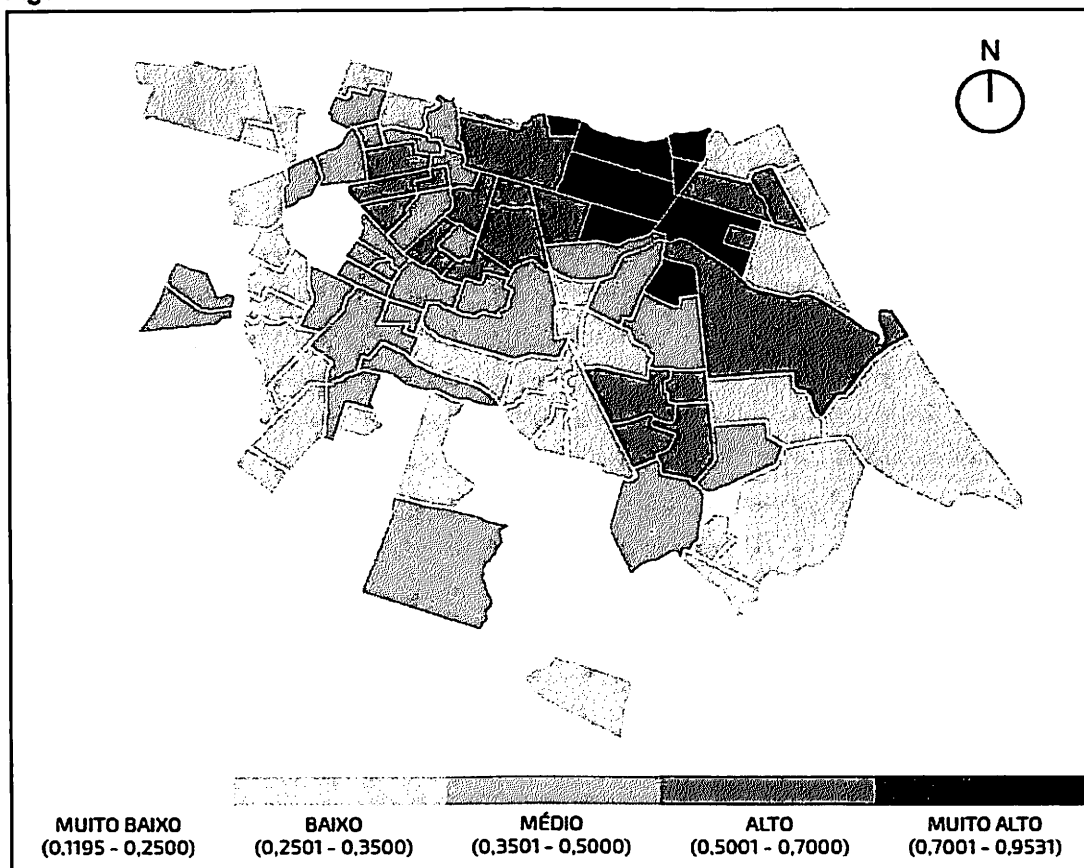 N
MUITO BAIXO BAIXO MÉDIO ALTO MUITO ALTO
(0.1195 - 0,2500) (0,2501 - 0,3500) (0,3501 - 0,5000) (0,5001 - 0,7000) (0,7001 - 0,9531)